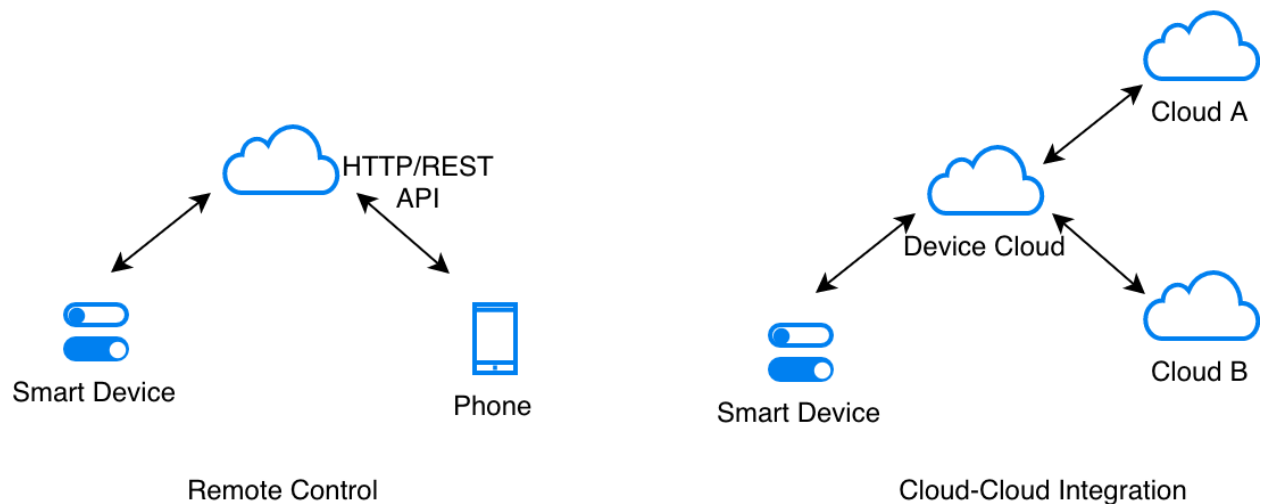 HTTP/REST
API
Smart Device
Phone
Remote Control
Cloud A
Device Cloud
Cloud B
Smart Device
Cloud-Cloud Integration